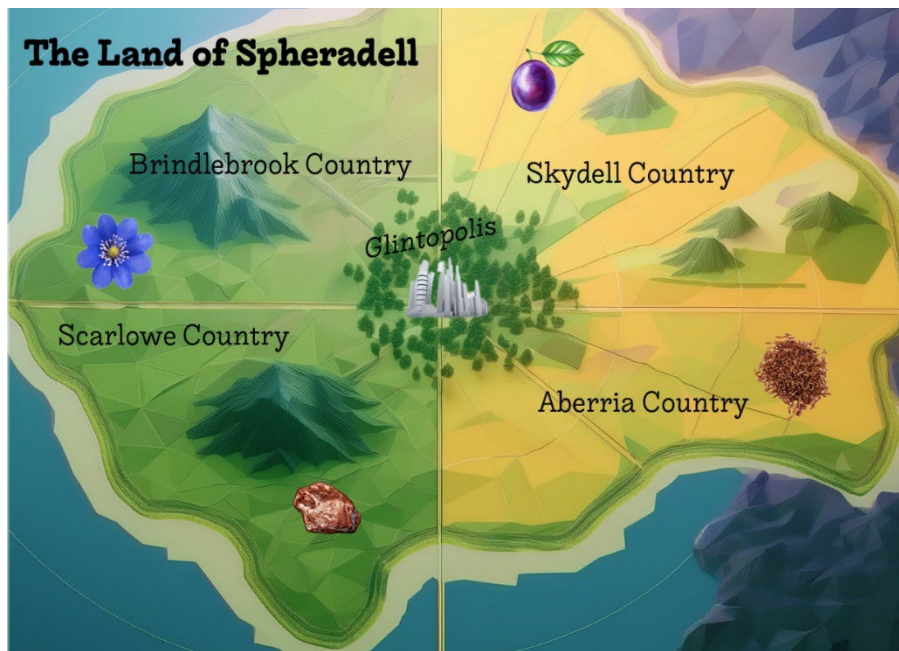 The Land of Spheradell
Brindlebrook Country
Skydell Country
Glintopolis
Scarlowe Country
Aberria Country